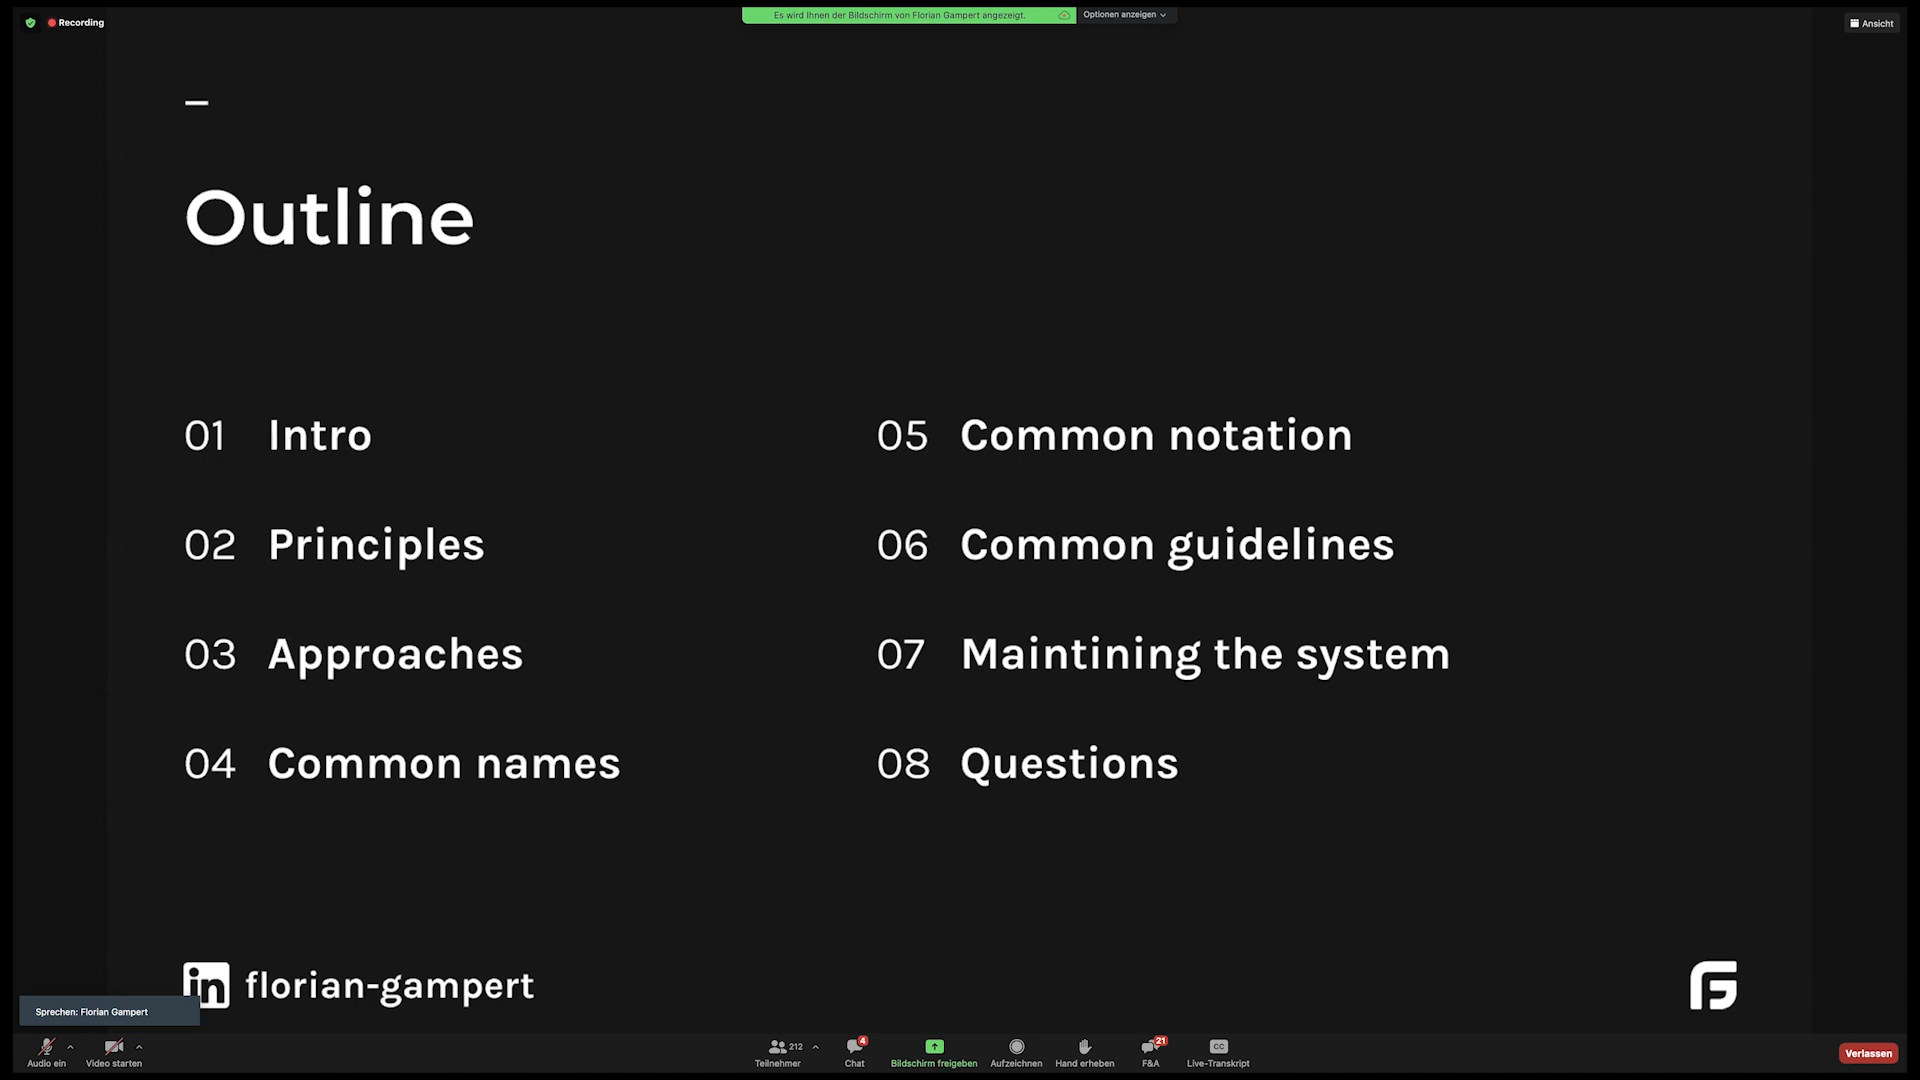 Recording
Es wird Ihnen der Bildschirm von Florian Gampert angezeigt.
Optionen anzeigen
Ansicht
Outline
01 Intro
02 Principles
03 Approaches
04 Common names
05 Common notation
06 Common guidelines
07 Maintining the system
08 Questions
in florian-gampert
Sprechen: Florian Gampert
Audio ein
Video starten
212
Teilnehmer
4
Chat
Bildschirm freigeben
Aufzeichnen
Hand erheben
21
F&A
CC
Live-Transkript
Verlassen